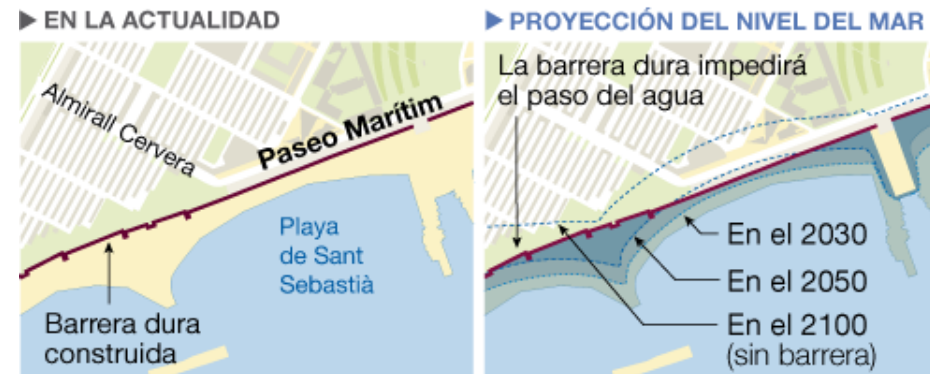 ▶ EN LA ACTUALIDAD
Almirall Cervera
Paseo Marítim
Playa
de Sant
Sebastià
Barrera dura
construida
▶ PROYECCIÓN DEL NIVEL DEL MAR
La barrera dura impedirá
el paso del agua
En el 2030
En el 2050
En el 2100
(sin barrera)